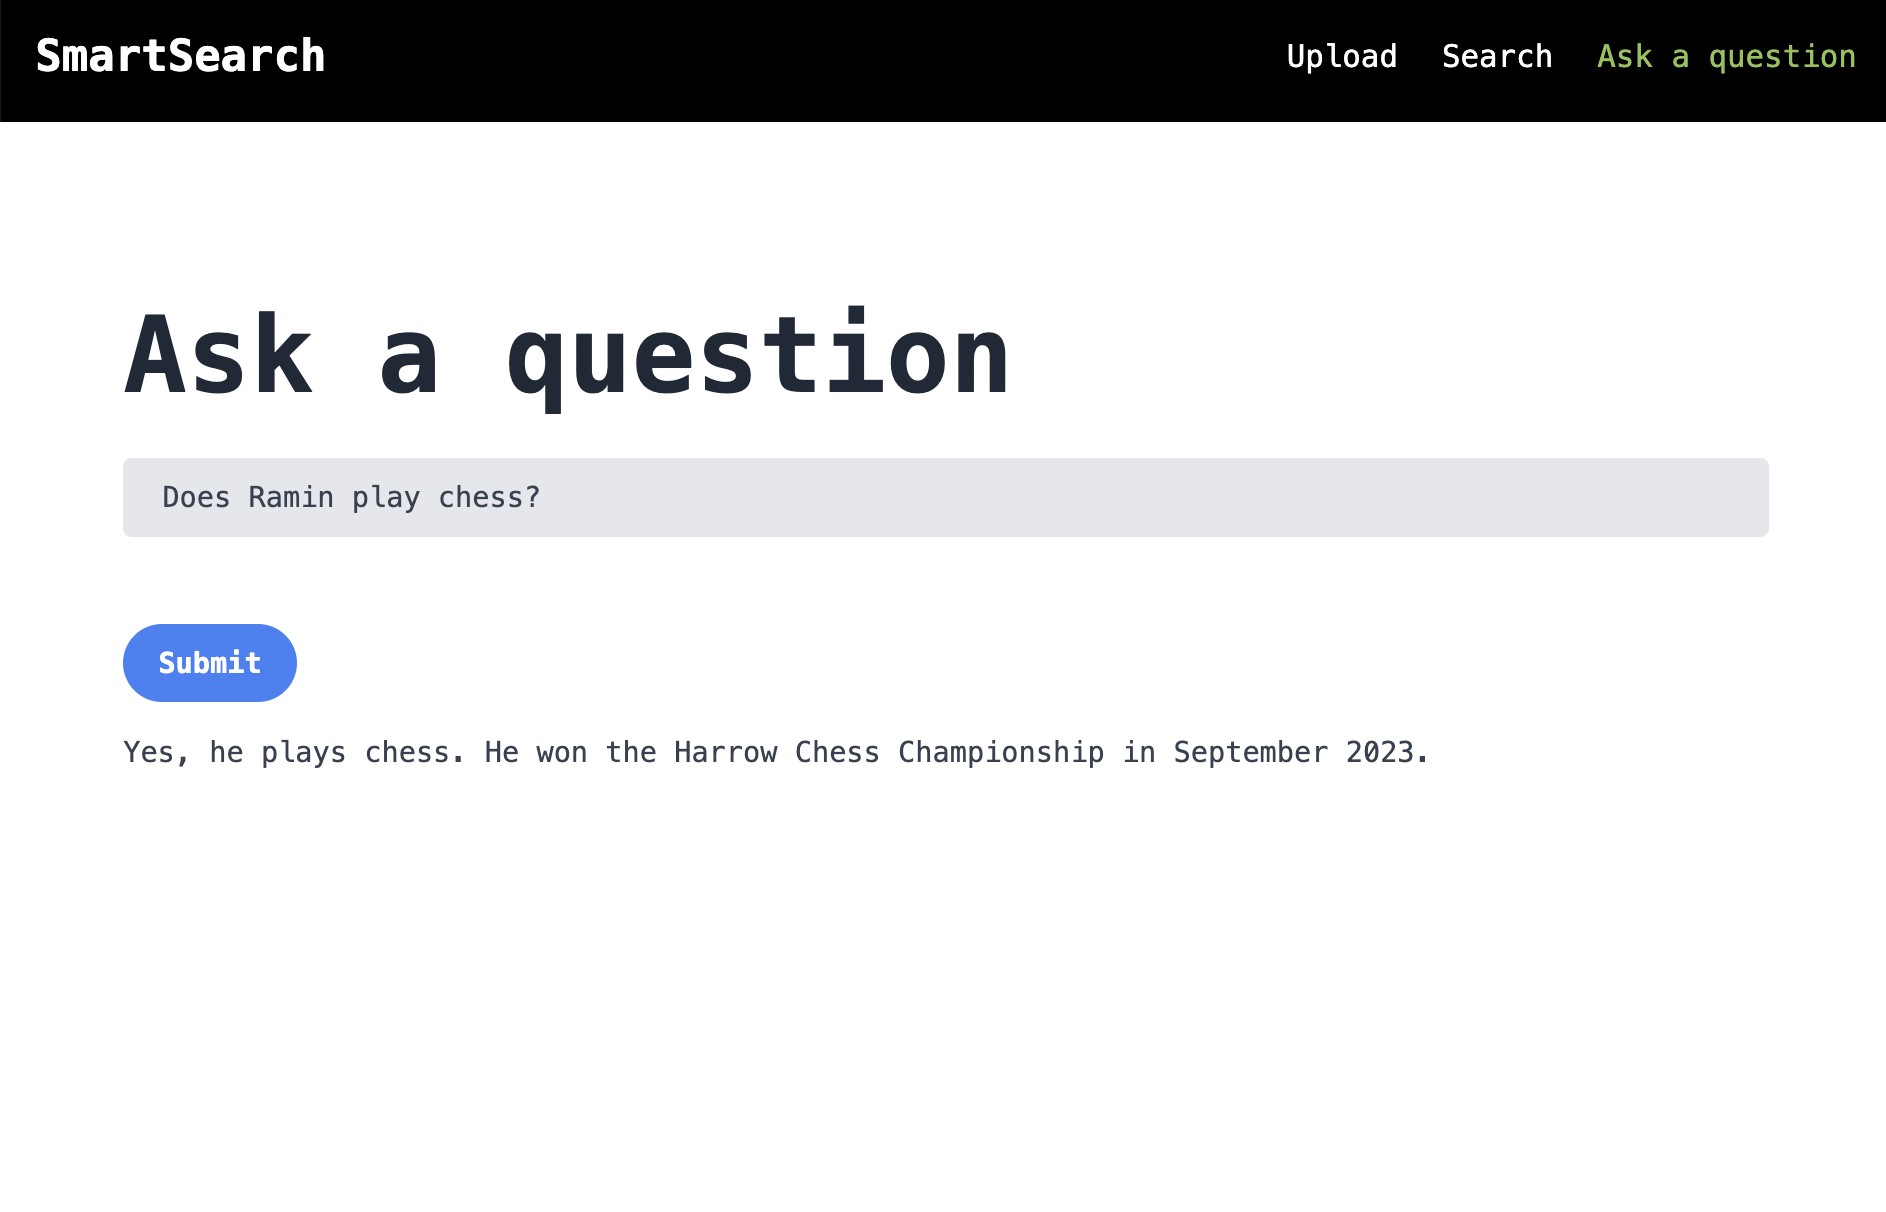 SmartSearch
Upload Search Ask a question
Ask a question
Does Ramin play chess?
Submit
Yes, he plays chess. He won the Harrow Chess Championship in September 2023.